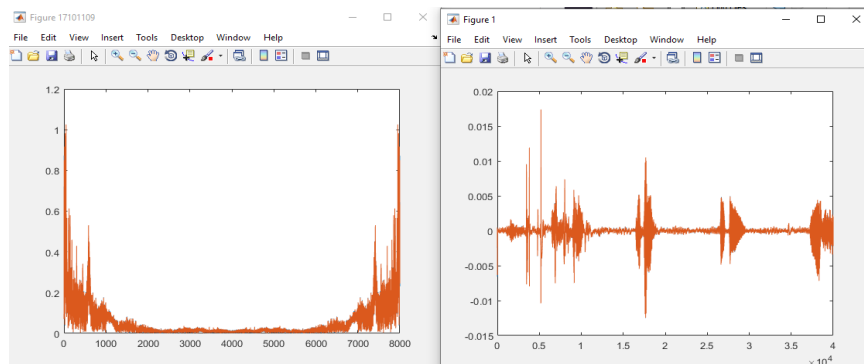 Figure 17101109
File Edit View Insert Tools Desktop Window Help
1.2
1
0.8
0.6
0.4
0.2
0
0 1000 2000 3000 4000 5000 6000 7000 8000
Figure 1
File Edit View Insert Tools Desktop Window Help
0.02
0.015
0.01
0.005
0
-0.005
-0.01
-0.015
0 0.5 1 1.5 2 2.5 3 3.5 4
× 10⁴